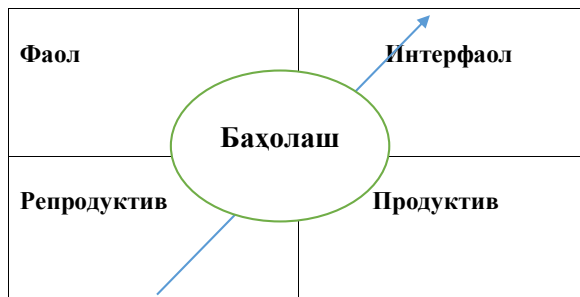 Фаол
Интерфаол
Баҳолаш
Репродуктив
Продуктив